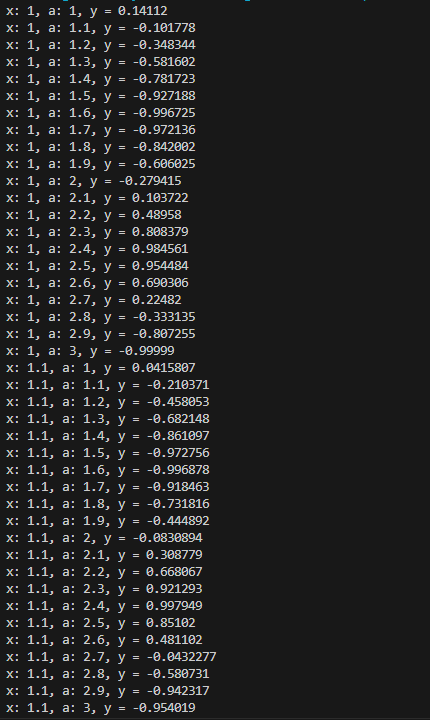 x: 1, a: 1, y = 0.14112
x: 1, a: 1.1, y = -0.101778
x: 1, a: 1.2, y = -0.348344
x: 1, a: 1.3, y = -0.581602
x: 1, a: 1.4, y = -0.781723
x: 1, a: 1.5, y = -0.927188
x: 1, a: 1.6, y = -0.996725
x: 1, a: 1.7, y = -0.972136
x: 1, a: 1.8, y = -0.842002
x: 1, a: 1.9, y = -0.606025
x: 1, a: 2, y = -0.279415
x: 1, a: 2.1, y = 0.103722
x: 1, a: 2.2, y = 0.48958
x: 1, a: 2.3, y = 0.808379
x: 1, a: 2.4, y = 0.984561
x: 1, a: 2.5, y = 0.954484
x: 1, a: 2.6, y = 0.690306
x: 1, a: 2.7, y = 0.22482
x: 1, a: 2.8, y = -0.333135
x: 1, a: 2.9, y = -0.807255
x: 1, a: 3, y = -0.99999
x: 1.1, a: 1, y = 0.0415807
x: 1.1, a: 1.1, y = -0.210371
x: 1.1, a: 1.2, y = -0.458053
x: 1.1, a: 1.3, y = -0.682148
x: 1.1, a: 1.4, y = -0.861097
x: 1.1, a: 1.5, y = -0.972756
x: 1.1, a: 1.6, y = -0.996878
x: 1.1, a: 1.7, y = -0.918463
x: 1.1, a: 1.8, y = -0.731816
x: 1.1, a: 1.9, y = -0.444892
x: 1.1, a: 2, y = -0.0830894
x: 1.1, a: 2.1, y = 0.308779
x: 1.1, a: 2.2, y = 0.668067
x: 1.1, a: 2.3, y = 0.921293
x: 1.1, a: 2.4, y = 0.997949
x: 1.1, a: 2.5, y = 0.85102
x: 1.1, a: 2.6, y = 0.481102
x: 1.1, a: 2.7, y = -0.0432277
x: 1.1, a: 2.8, y = -0.580731
x: 1.1, a: 2.9, y = -0.942317
x: 1.1, a: 3, y = -0.954019